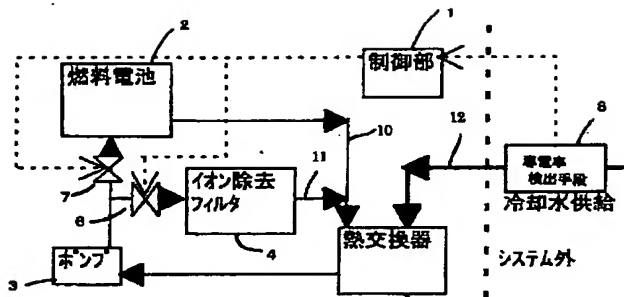 1
2
制御部
燃料電池
8
12
10
導電率
検出手段
イオン除去
フィルタ
11
7
6
冷却水供給
熱交換器
4
システム外
ポンプ
3